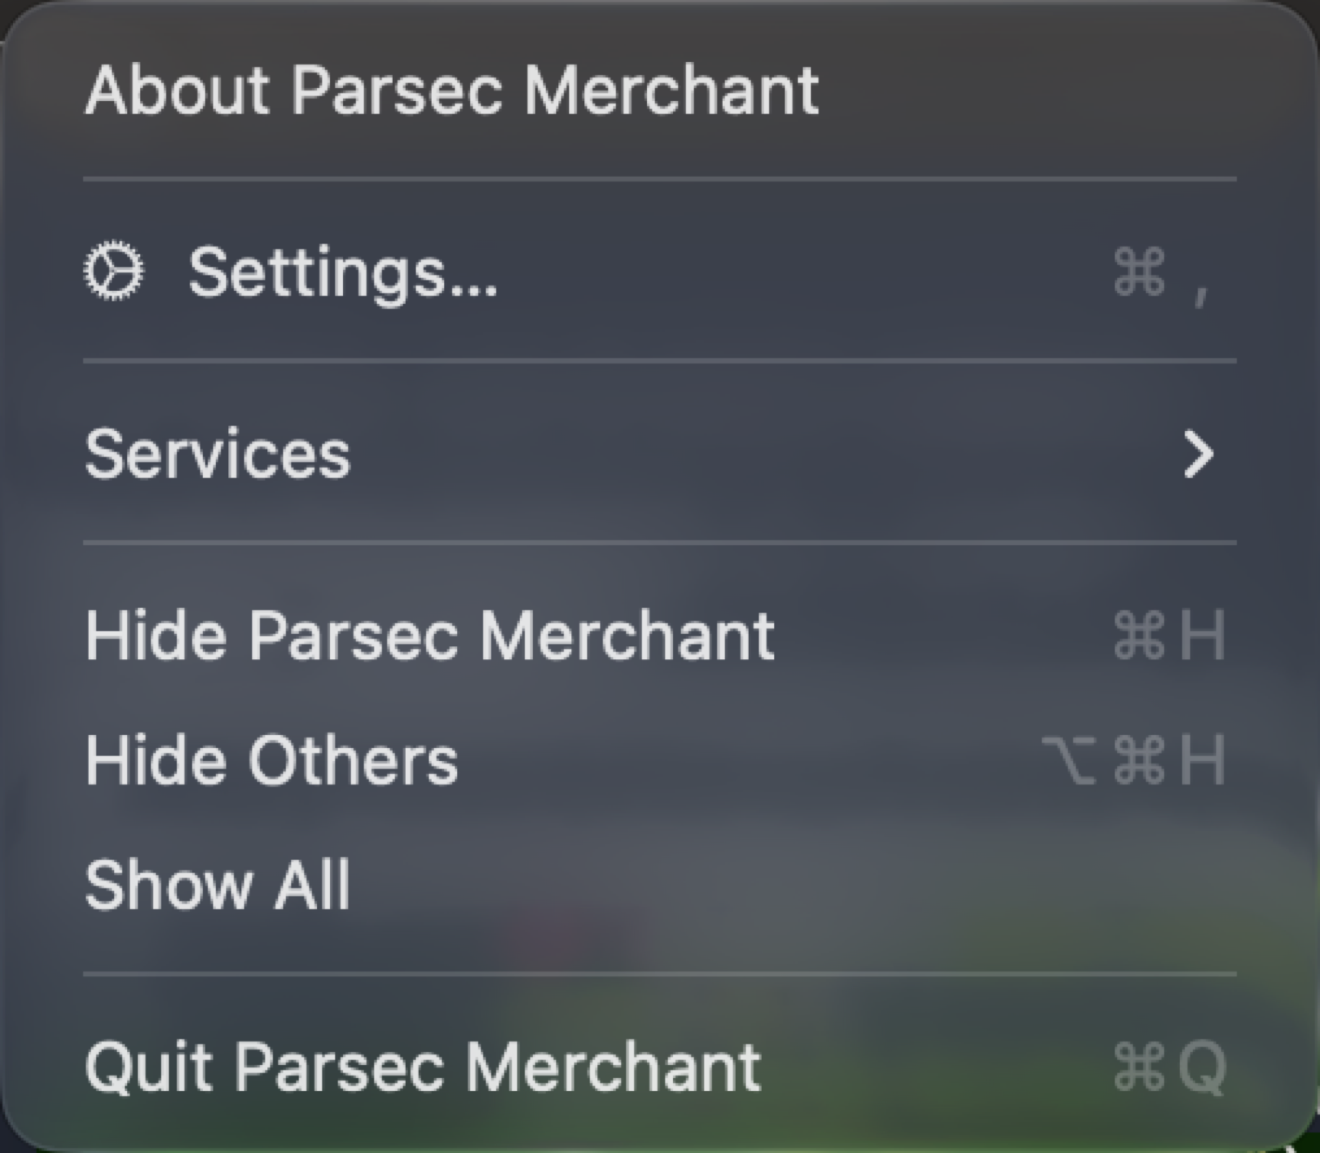 About Parsec Merchant
Settings... ⌘ ,
Services
Hide Parsec Merchant ⌘H
Hide Others ⌥⌘H
Show All
Quit Parsec Merchant ⌘Q